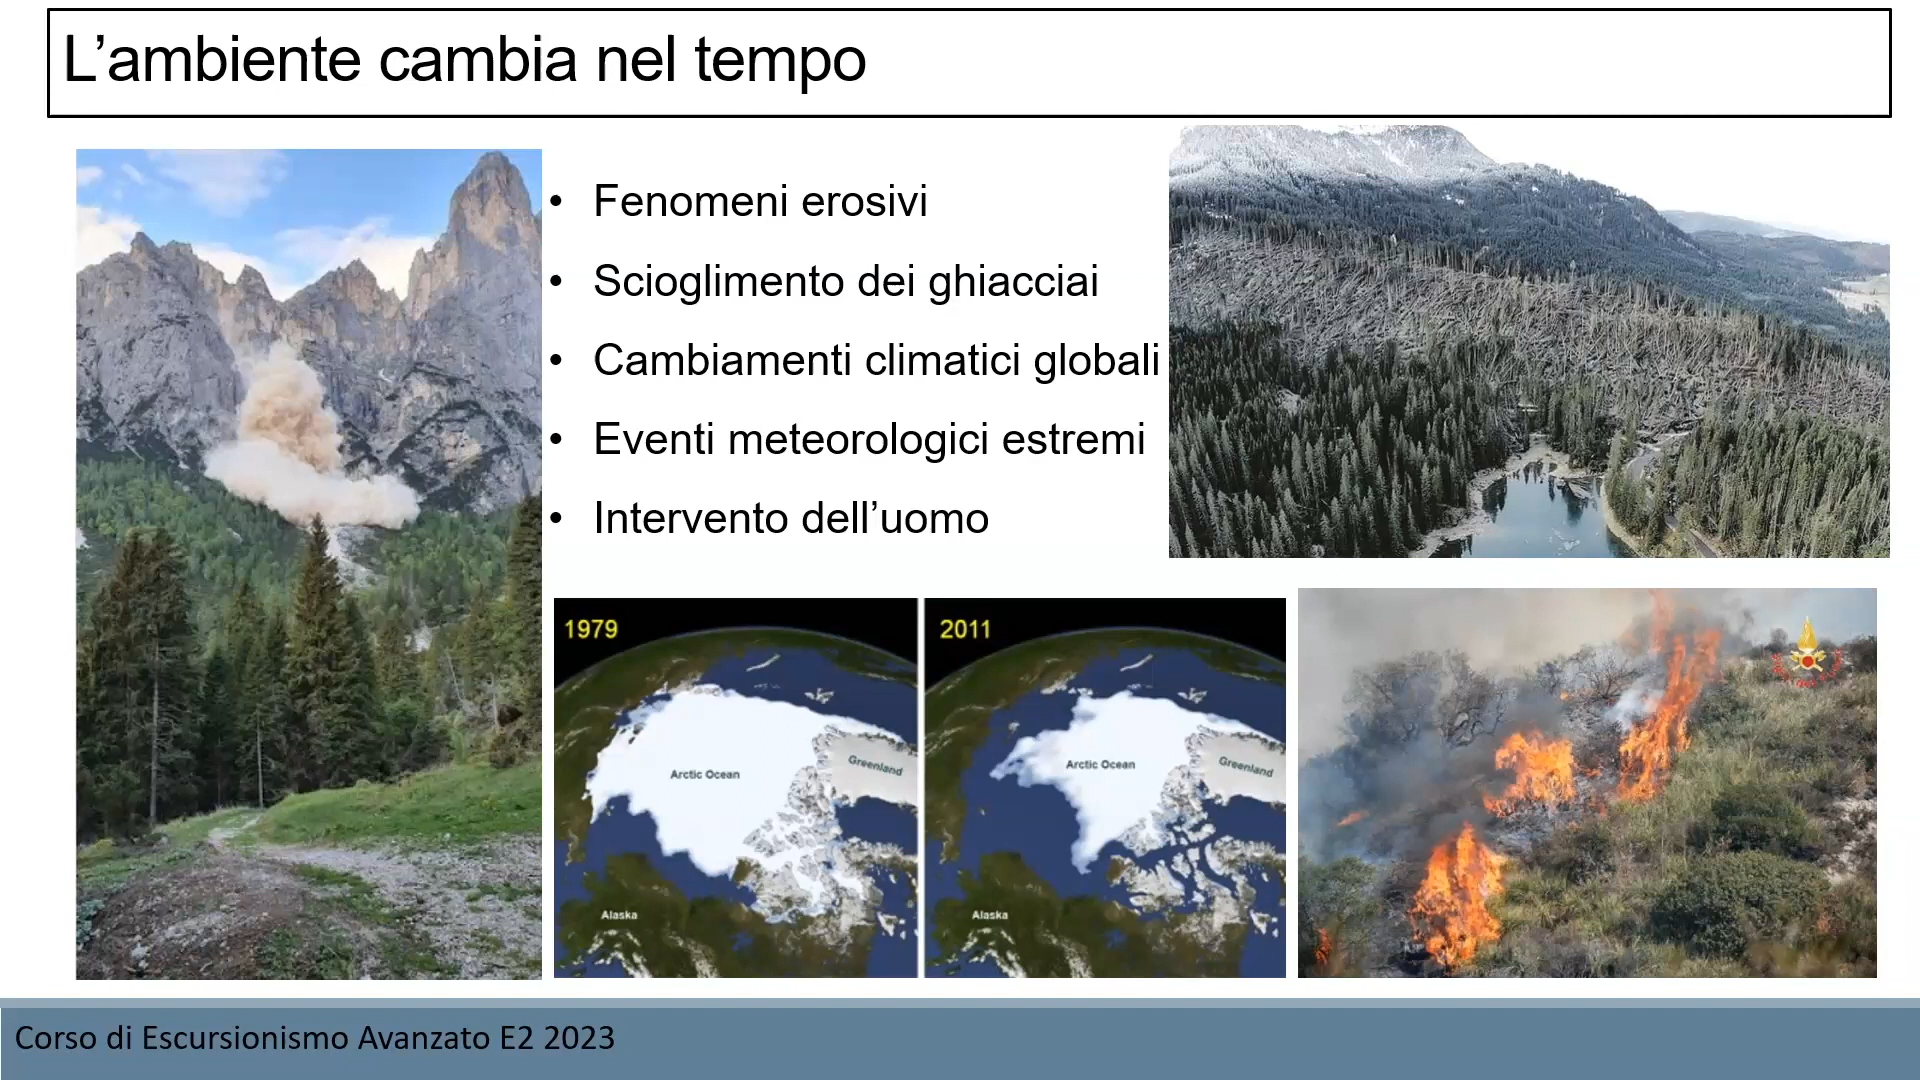 L’ambiente cambia nel tempo
• Fenomeni erosivi
• Scioglimento dei ghiacciai
• Cambiamenti climatici globali
• Eventi meteorologici estremi
• Intervento dell’uomo
1979
Arctic Ocean
Greenland
Alaska
2011
Arctic Ocean
Greenland
Alaska
Corso di Escursionismo Avanzato E2 2023